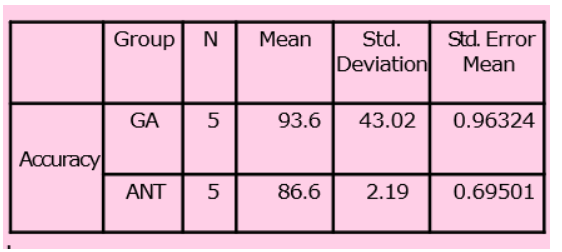 Group N Mean Std. Deviation Std. Error Mean
Accuracy
GA 5 93.6 43.02 0.96324
ANT 5 86.6 2.19 0.69501